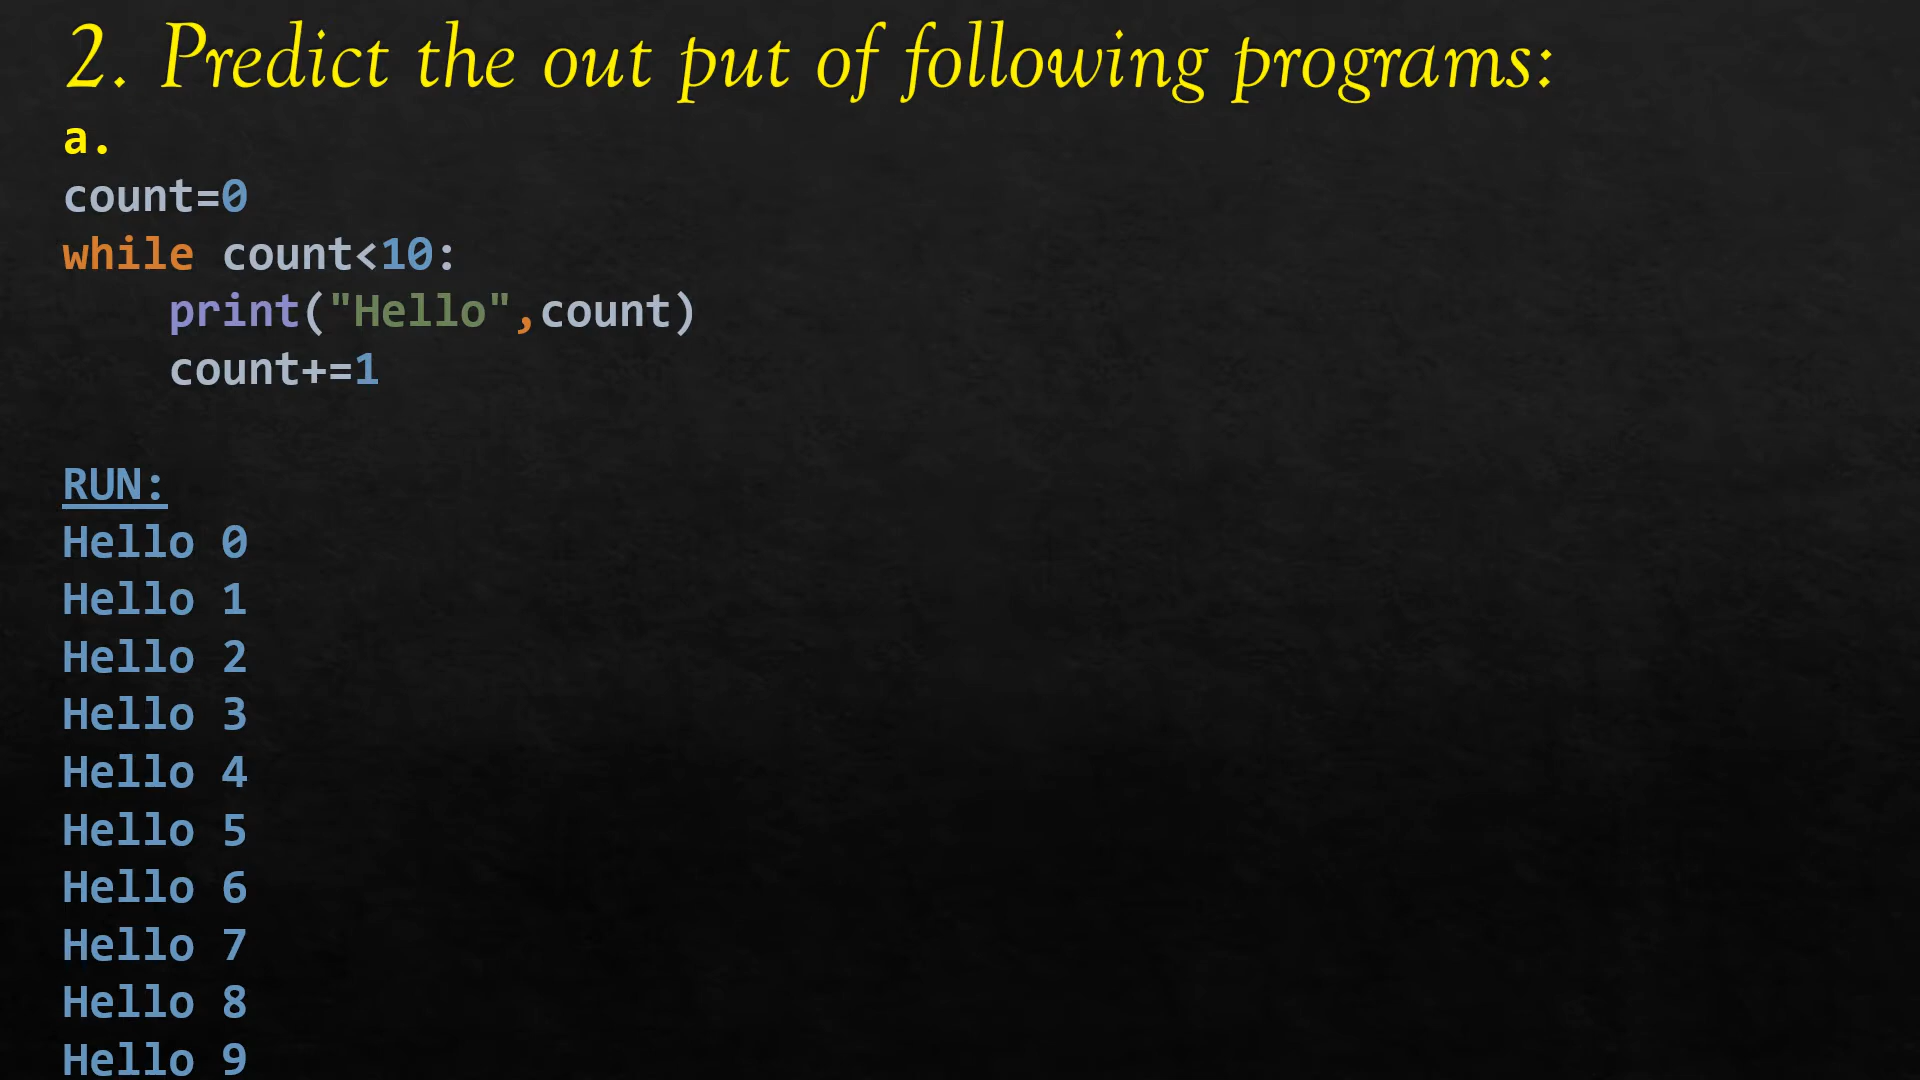 2. Predict the out put of following programs:
a.
count=0
while count<10:
    print("Hello",count)
    count+=1
RUN:
Hello 0
Hello 1
Hello 2
Hello 3
Hello 4
Hello 5
Hello 6
Hello 7
Hello 8
Hello 9